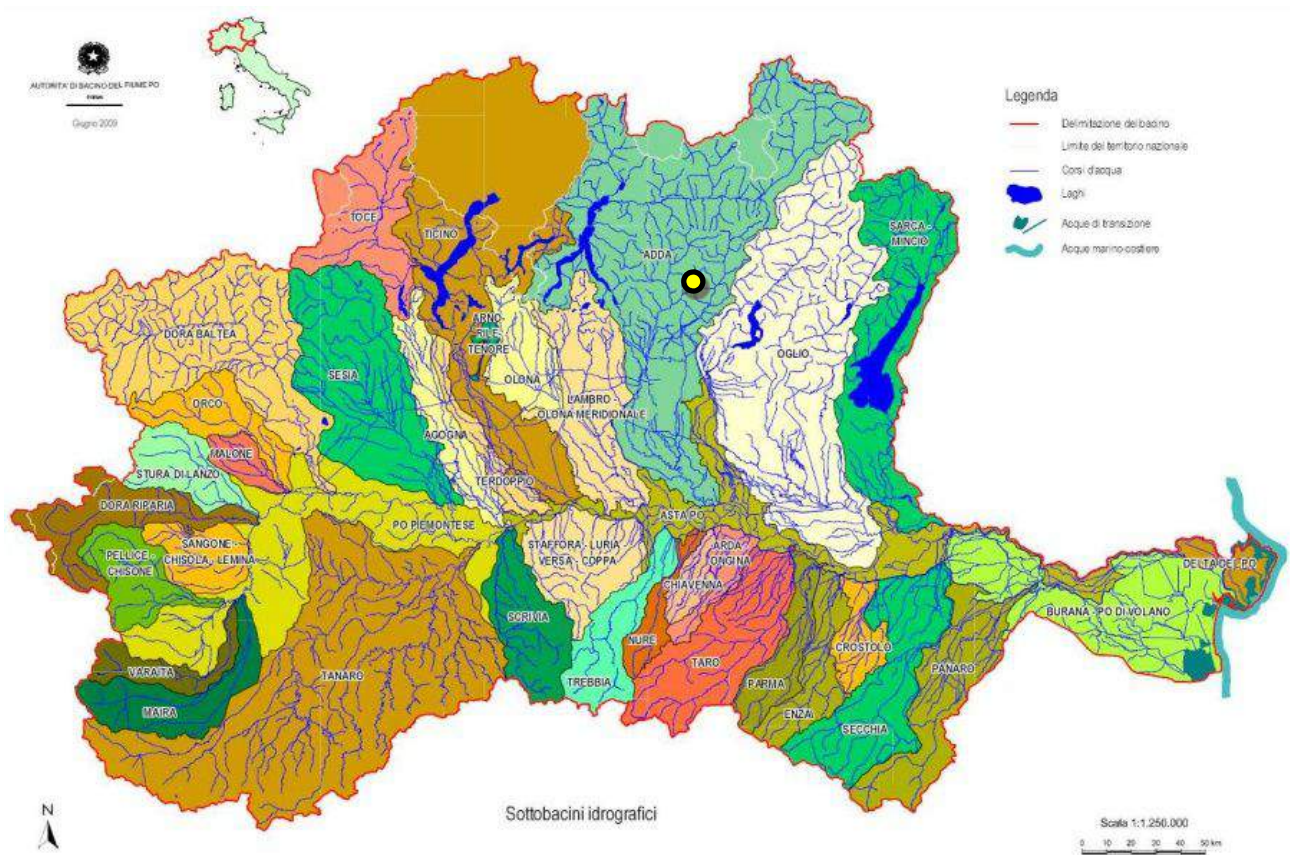 AUTORITA' DI BACINO DEL FIUME PO
PARMA
Giugno 2009
Legenda
Delimitazione del bacino
Limite del territorio nazionale
Corsi d'acqua
Laghi
Acque di transizione
Acque marino-costiere
TOCE
TICINO
ADDA
SARCA -
MINCIO
DORA BALTEA
SESIA
ARNO
RILE
TENORE
OLONA
OGLIO
ORCO
LAMBRO -
OLONA MERIDIONALE
AGOGNA
MALONE
STURA DI LANZO
TERDOPPIO
DORA RIPARIA
PO PIEMONTESE
ASTA PO
PELLICE -
CHISONE
SANGONE -
CHISOLA - LEMINA
STAFFORA - LURIA
VERSA - COPPA
ARDA
ONGINA
CHIAVENNA
DELTA DEL PO
BURANA - PO DI VOLANO
SCRIVIA
NURE
CROSTOLO
VARAITA
TANARO
TREBBIA
TARO
PARMA
PANARO
MAIRA
ENZA
SECCHIA
N
Sottobacini idrografici
Scala 1:1.250.000
0 10 20 30 40 50 km